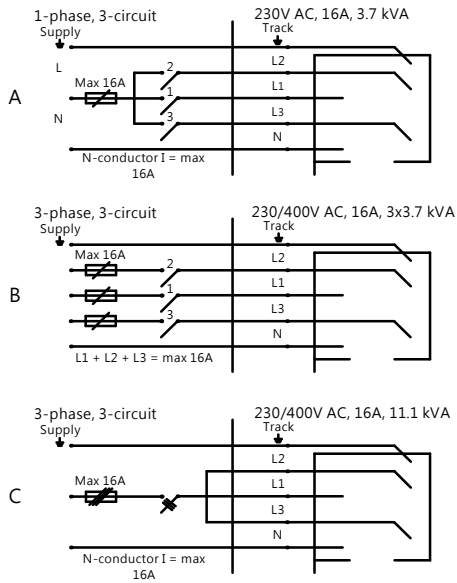 1-phase, 3-circuit
230V AC, 16A, 3.7 kVA
Supply
Track
L
L2
Max 16A
2
A
1
L1
3
L3
N
N
N-conductor I = max
16A
3-phase, 3-circuit
230/400V AC, 16A, 3x3.7 kVA
Supply
Track
Max 16A
2
L2
B
1
L1
3
L3
N
L1 + L2 + L3 = max 16A
3-phase, 3-circuit
230/400V AC, 16A, 11.1 kVA
Supply
Track
L2
Max 16A
L1
C
L3
N
N-conductor I = max
16A